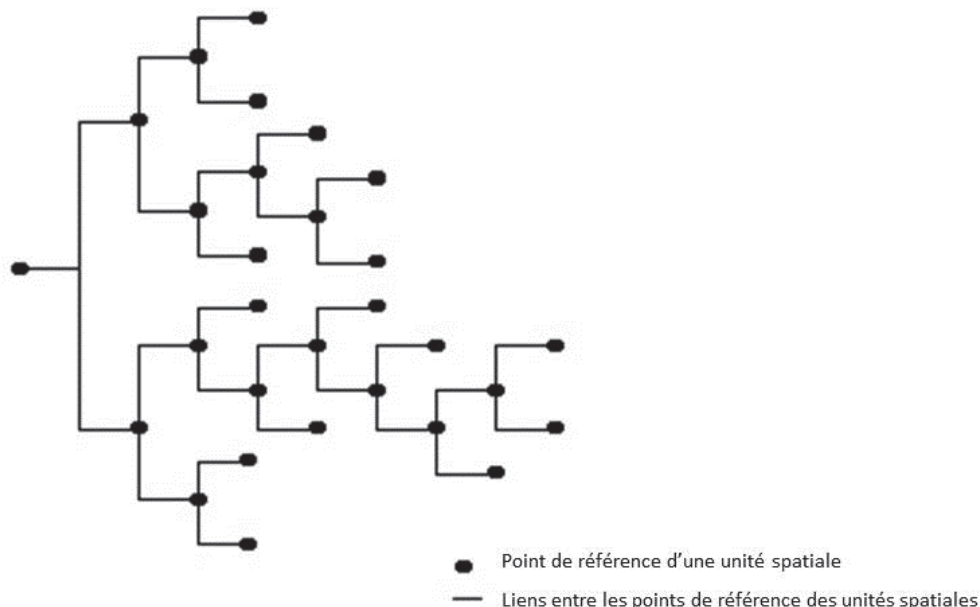 Point de référence d'une unité spatiale
Liens entre les points de référence des unités spatiales